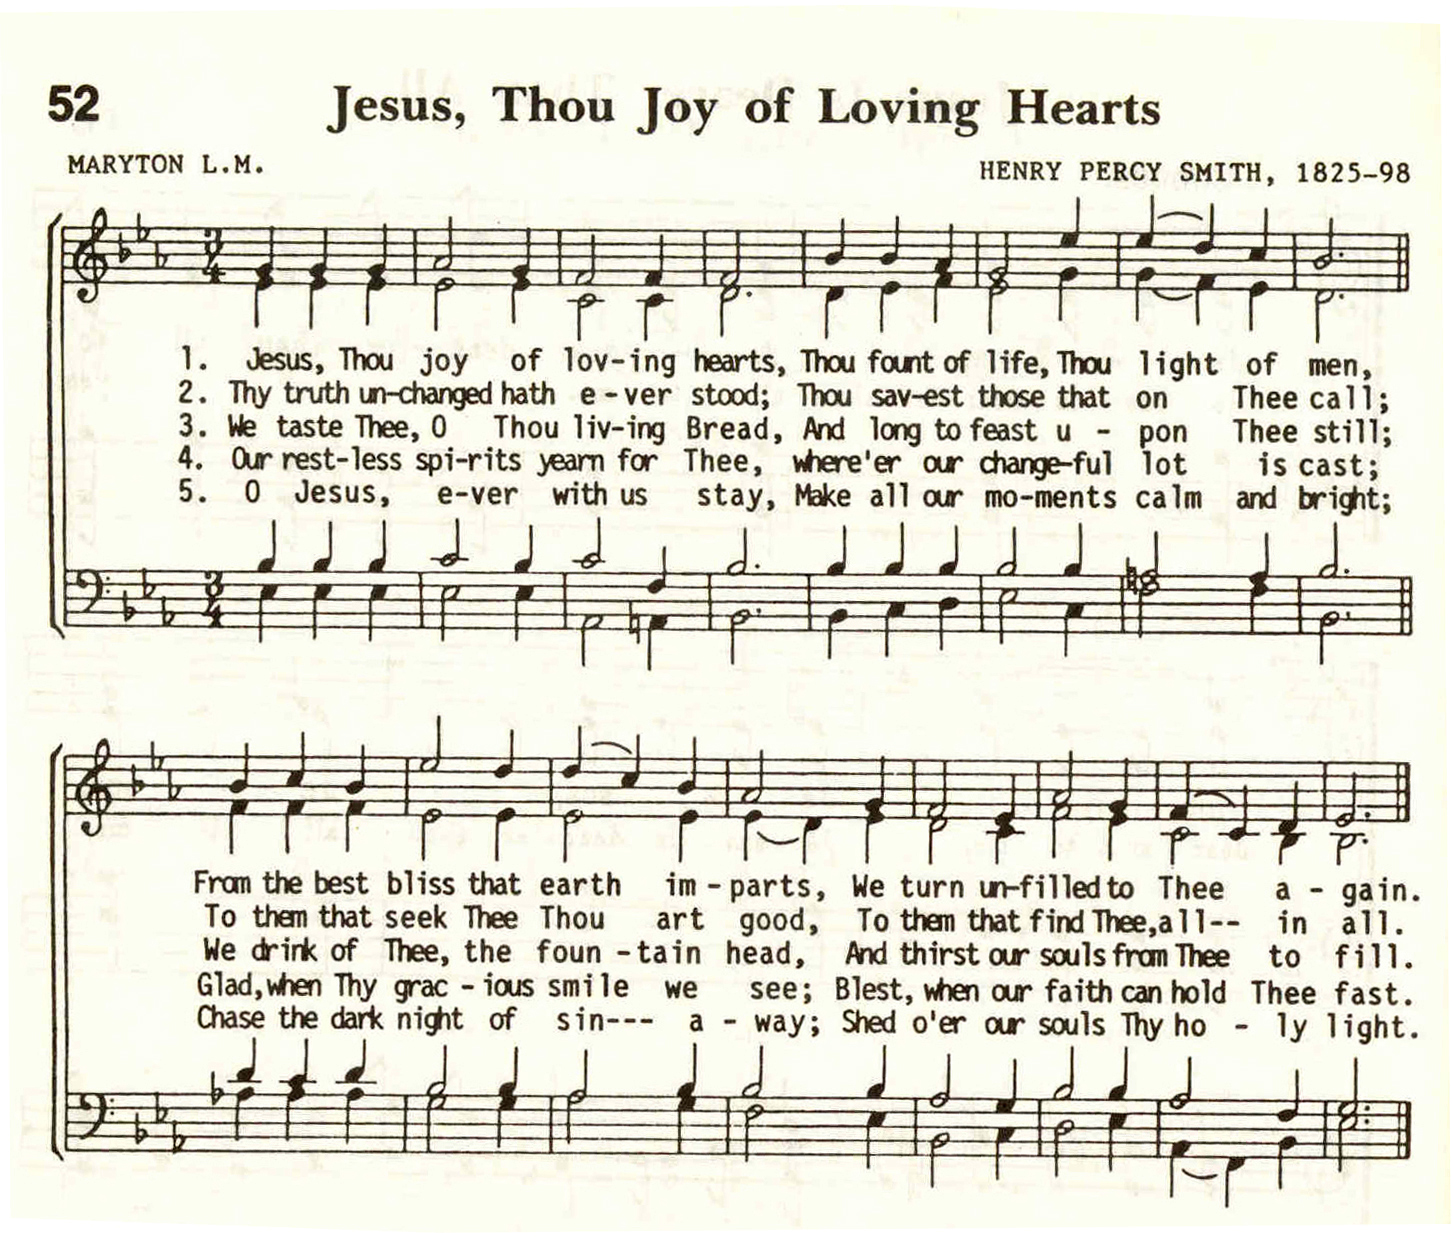 52 Jesus, Thou Joy of Loving Hearts
MARYTON L.M. HENRY PERCY SMITH, 1825-98
1. Jesus, Thou joy of lov-ing hearts, Thou fount of life, Thou light of men,
2. Thy truth un-changed hath e-ver stood; Thou sav-est those that on Thee call;
3. We taste Thee, O Thou liv-ing Bread, And long to feast u - pon Thee still;
4. Our rest-less spi-rits yearn for Thee, where'er our change-ful lot is cast;
5. O Jesus, e-ver with us stay, Make all our mo-ments calm and bright;
From the best bliss that earth im - parts, We turn un-filled to Thee a - gain.
To them that seek Thee Thou art good, To them that find Thee, all-- in all.
We drink of Thee, the foun - tain head, And thirst our souls from Thee to fill.
Glad, when Thy grac - ious smile we see; Blest, when our faith can hold Thee fast.
Chase the dark night of sin--- a - way; Shed o'er our souls Thy ho - ly light.